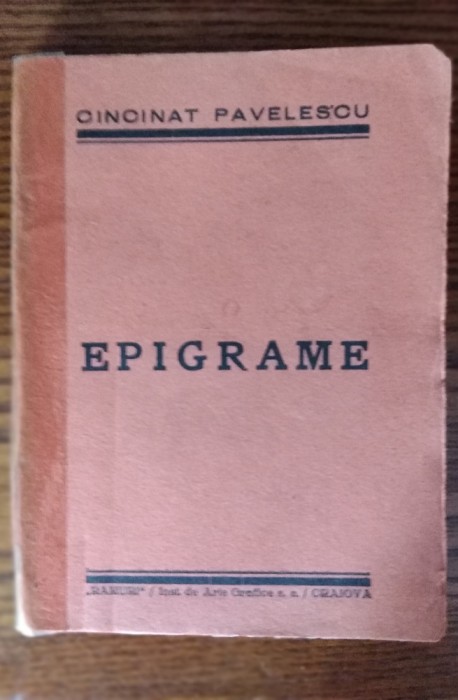 CINCINAT PAVELESCU
EPIGRAME
„RAMURI“ / Inst. de Arte Grafice s. a. / CRAIOVA